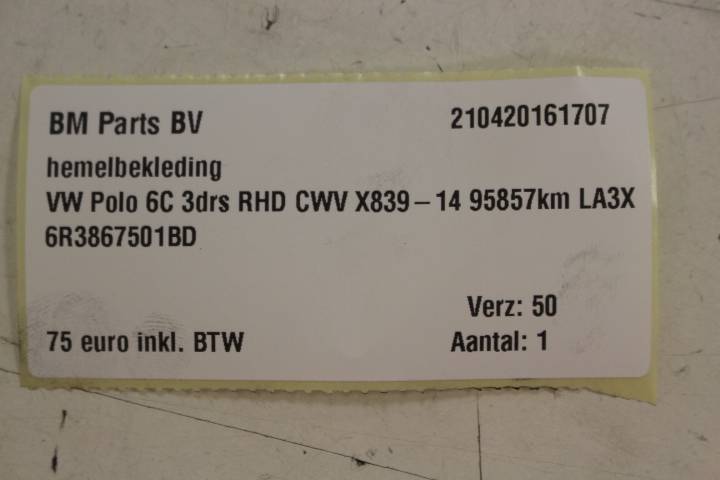 BM Parts BV 210420161707
hemelbekleding
VW Polo 6C 3drs RHD CWV X839-14 95857km LA3X
6R3867501BD
Verz: 50
75 euro inkl. BTW Aantal: 1